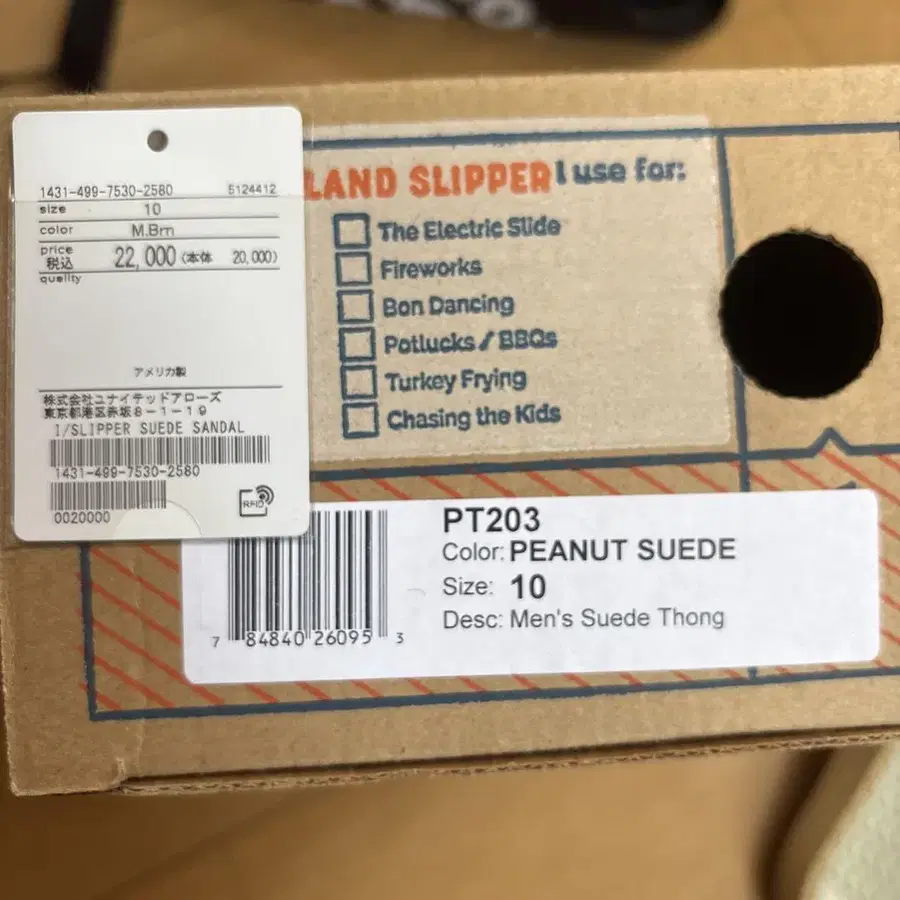 1431-499-7530-2580 5124412
size 10
color M.Brn
price
税込 22,000 (本体 20,000)
quality
アメリカ製
株式会社ユナイテッドアローズ
東京都港区赤坂8-1-19
I/SLIPPER SUEDE SANDAL
1431-499-7530-2580
0020000
RFID
LAND SLIPPER I use for:
The Electric Slide
Fireworks
Bon Dancing
Potlucks / BBQs
Turkey Frying
Chasing the Kids
PT203
Color: PEANUT SUEDE
Size: 10
Desc: Men's Suede Thong
7 84840 26095 3